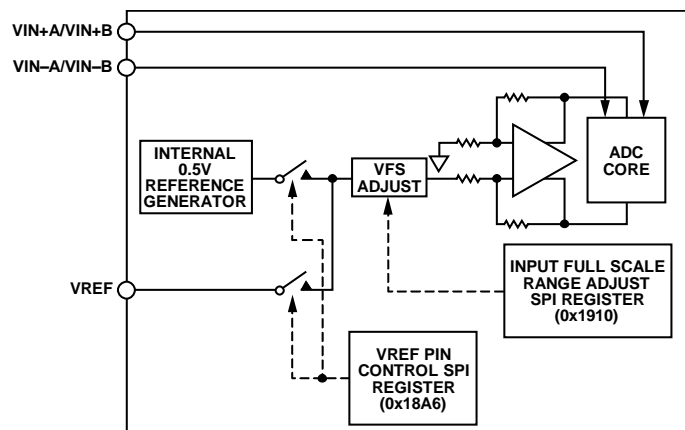 VIN+A/VIN+B
VIN–A/VIN–B
INTERNAL
0.5V
REFERENCE
GENERATOR
VFS
ADJUST
ADC
CORE
VREF
INPUT FULL SCALE
RANGE ADJUST
SPI REGISTER
(0x1910)
VREF PIN
CONTROL SPI
REGISTER
(0x18A6)